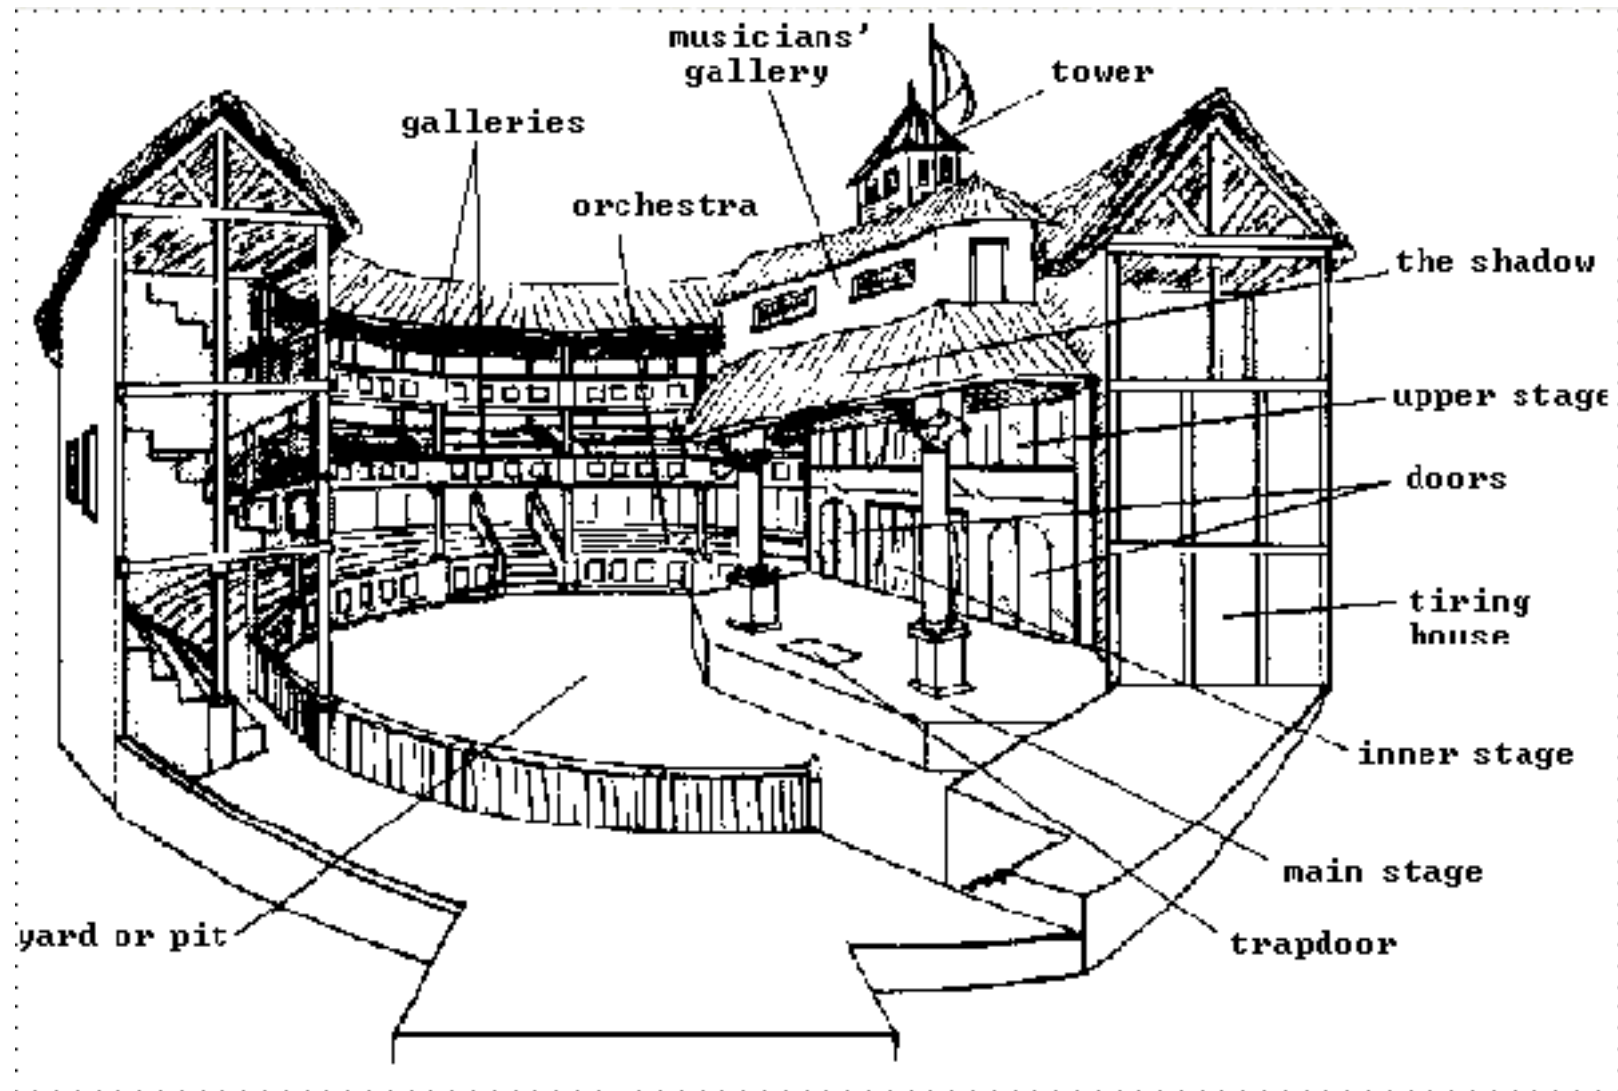 musicians'
gallery
tower
galleries
orchestra
the shadow
upper stage
doors
tiring
house
inner stage
main stage
yard or pit
trapdoor